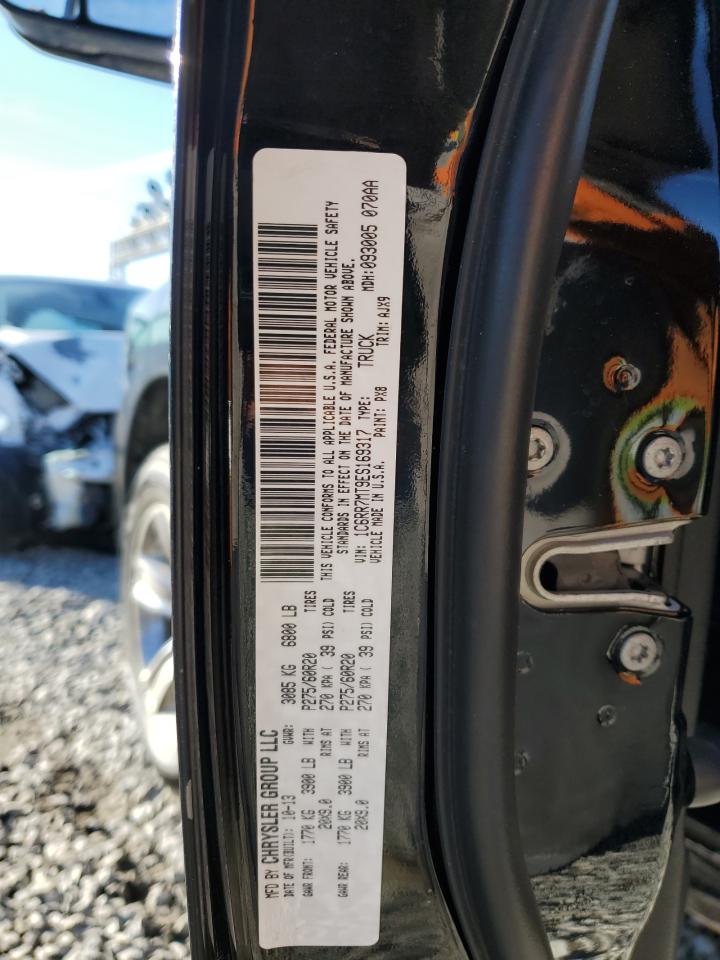 MFD BY CHRYSLER GROUP LLC
DATE OF MFR(BUILT): 10-13 GVWR: 3085 KG 6800 LB
GAWR FRONT: 1770 KG 3900 LB WITH P275/60R20 TIRES
20X9.0 RIMS AT 270 KPA ( 39 PSI) COLD
GAWR REAR: 1770 KG 3900 LB WITH P275/60R20 TIRES
20X9.0 RIMS AT 270 KPA ( 39 PSI) COLD
THIS VEHICLE CONFORMS TO ALL APPLICABLE U.S.A. FEDERAL MOTOR VEHICLE SAFETY
STANDARDS IN EFFECT ON THE DATE OF MANUFACTURE SHOWN ABOVE.
VIN: 1C6RR7MT9ES169317 TYPE: TRUCK MDH:093005 070AA
VEHICLE MADE IN U.S.A. PAINT: PX8 TRIM: AJX9